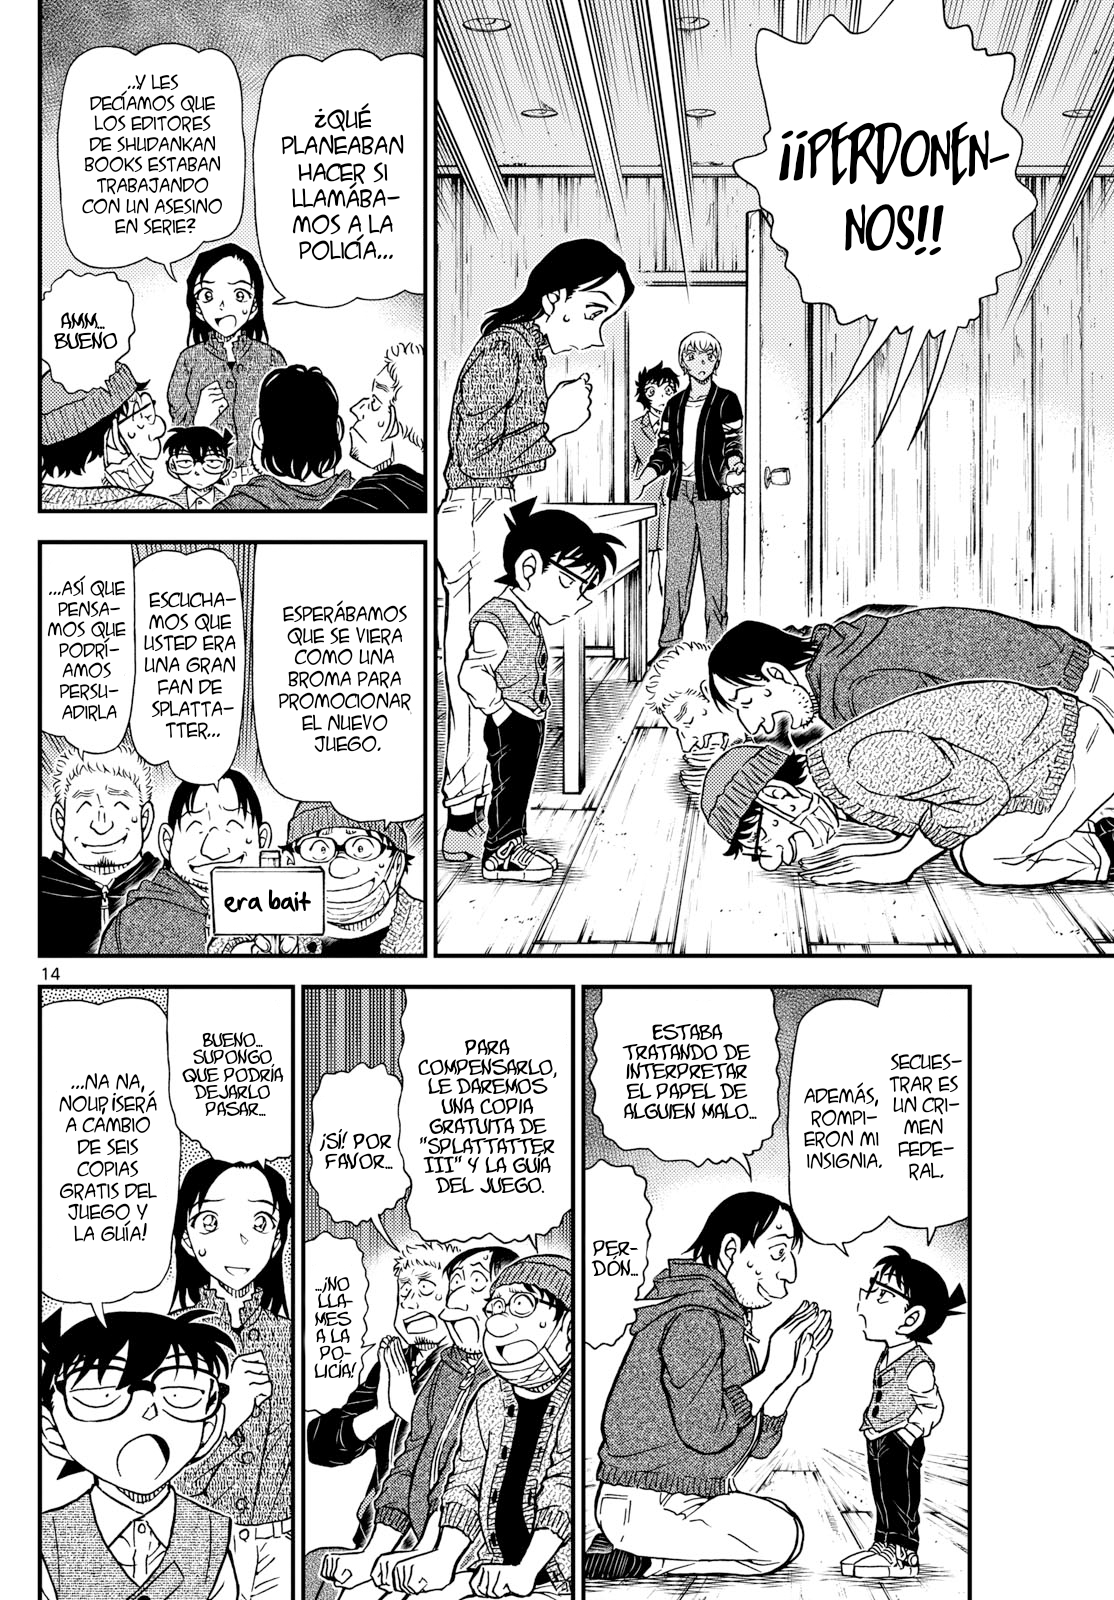 ¡¡PERDONEN-
NOS!!
¿QUÉ
PLANEABAN
HACER SI
LLAMÁBA-
MOS A LA
POLICÍA...
...Y LES
DECÍAMOS QUE
LOS EDITORES
DE SHUDANKAN
BOOKS ESTABAN
TRABAJANDO
CON UN ASESINO
EN SERIE?
AMM...
BUENO
ESPERÁBAMOS
QUE SE VIERA
COMO UNA
BROMA PARA
PROMOCIONAR
EL NUEVO
JUEGO.
ESCUCHA-
MOS QUE
USTED ERA
UNA GRAN
FAN DE
SPLATTA-
TTER...
...ASÍ QUE
PENSA-
MOS QUE
PODRÍ-
AMOS
PERSU-
ADIRLA
era bait
14
SECUES-
TRAR ES
UN CRI-
MEN
FEDE-
RAL.
ADEMÁS,
ROMPI-
ERON MI
INSIGNIA.
ESTABA
TRATANDO DE
INTERPRETAR
EL PAPEL DE
ALGUIEN MALO...
PER-
DÓN...
PARA
COMPENSARLO,
LE DAREMOS
UNA COPIA
GRATUITA DE
"SPLATTATTER
III" Y LA GUÍA
DEL JUEGO.
¡SÍ! POR
FAVOR...
...¡NO
LLA-
MES
A LA
PO-
LICÍA!
BUENO...
SUPONGO
QUE PODRÍA
DEJARLO
PASAR...
...NA NA,
NOUP, ¡SERÁ
A CAMBIO
DE SEIS
COPIAS
GRATIS DEL
JUEGO Y
LA GUÍA!